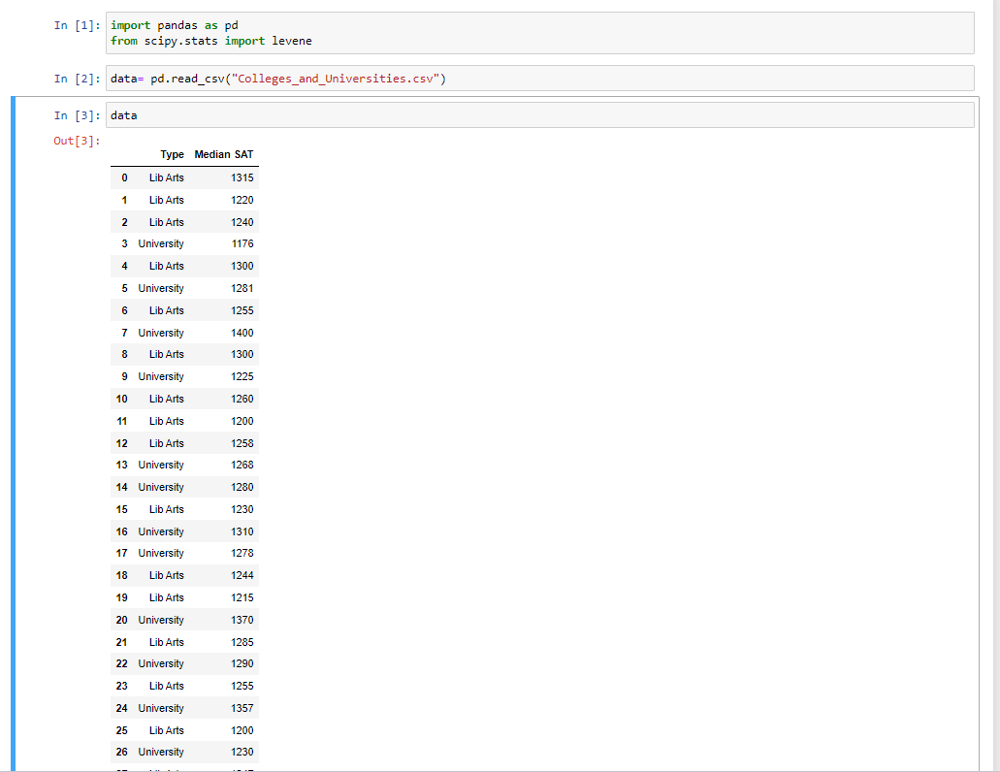 In [1]: import pandas as pd
from scipy.stats import levene
In [2]: data= pd.read_csv("Colleges_and_Universities.csv")
In [3]: data
Out[3]:
Type Median SAT
0 Lib Arts 1315
1 Lib Arts 1220
2 Lib Arts 1240
3 University 1176
4 Lib Arts 1300
5 University 1281
6 Lib Arts 1255
7 University 1400
8 Lib Arts 1300
9 University 1225
10 Lib Arts 1260
11 Lib Arts 1200
12 Lib Arts 1258
13 University 1268
14 University 1280
15 Lib Arts 1230
16 University 1310
17 University 1278
18 Lib Arts 1244
19 Lib Arts 1215
20 University 1370
21 Lib Arts 1285
22 University 1290
23 Lib Arts 1255
24 University 1357
25 Lib Arts 1200
26 University 1230